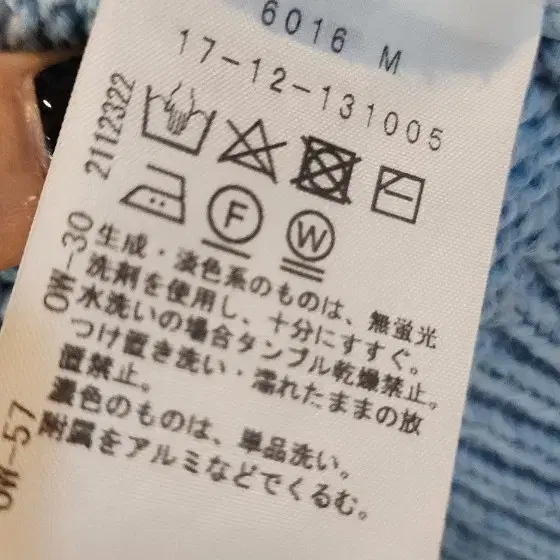 6016 M
17-12-131005
2112322
F
W
OW-30
生成・淡色系のものは、無蛍光
洗剤を使用し、十分にすすぐ。
水洗いの場合タンブル乾燥禁止。
つけ置き洗い・濡れたままの放
置禁止。
濃色のものは、単品洗い。
附属をアルミなどでくるむ。
OW-57